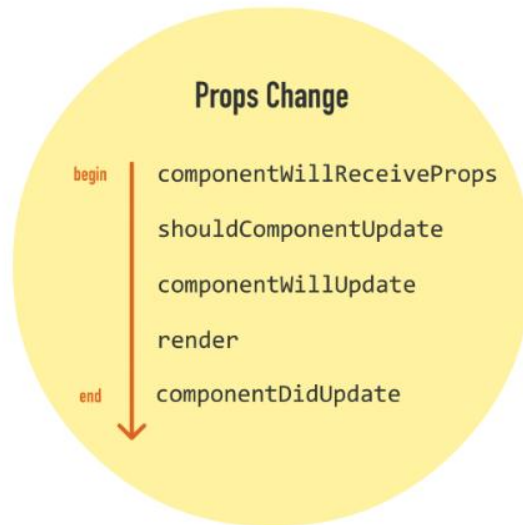 Props Change
begin componentWillReceiveProps
shouldComponentUpdate
componentWillUpdate
render
end componentDidUpdate